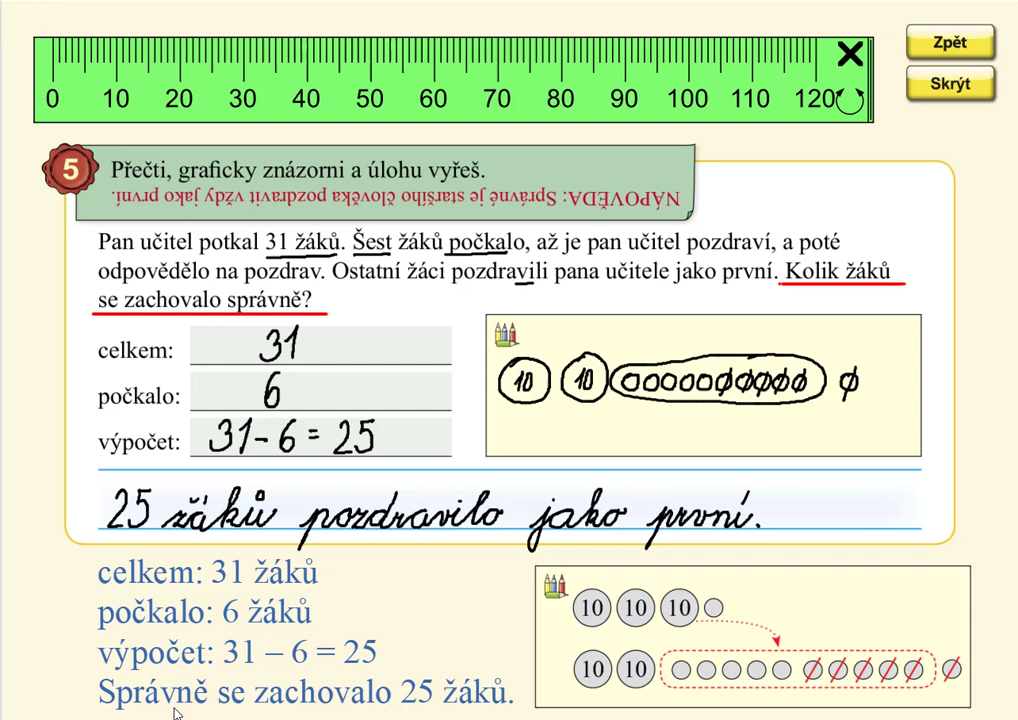 Zpět
Skrýt
0 10 20 30 40 50 60 70 80 90 100 110 120
5 Přečti, graficky znázorni a úlohu vyřeš.
NÁPOVĚDA: Správné je staršího člověka pozdravit vždy jako první.
Pan učitel potkal 31 žáků. Šest žáků počkalo, až je pan učitel pozdraví, a poté
odpovědělo na pozdrav. Ostatní žáci pozdravili pana učitele jako první. Kolik žáků
se zachovalo správně?
celkem: 31
počkalo: 6
výpočet: 31 - 6 = 25
10 10
25 žáků pozdravilo jako první.
celkem: 31 žáků
počkalo: 6 žáků
výpočet: 31 – 6 = 25
Správně se zachovalo 25 žáků.
10 10 10
10 10